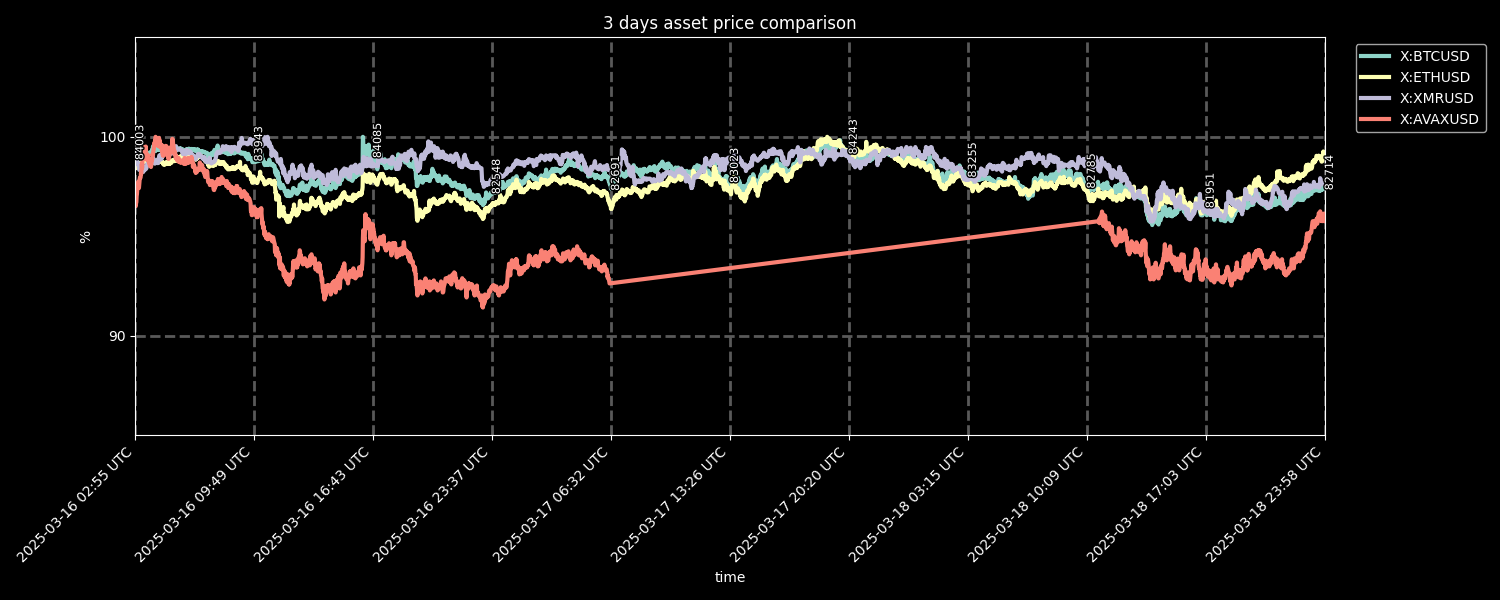 3 days asset price comparison
X:BTCUSD
X:ETHUSD
X:XMRUSD
X:AVAXUSD
100
90
%
84003
83943
84085
82548
82691
83023
84243
83255
82785
81951
82714
2025-03-16 02:55 UTC
2025-03-16 09:49 UTC
2025-03-16 16:43 UTC
2025-03-16 23:37 UTC
2025-03-17 06:32 UTC
2025-03-17 13:26 UTC
2025-03-17 20:20 UTC
2025-03-18 03:15 UTC
2025-03-18 10:09 UTC
2025-03-18 17:03 UTC
2025-03-18 23:58 UTC
time